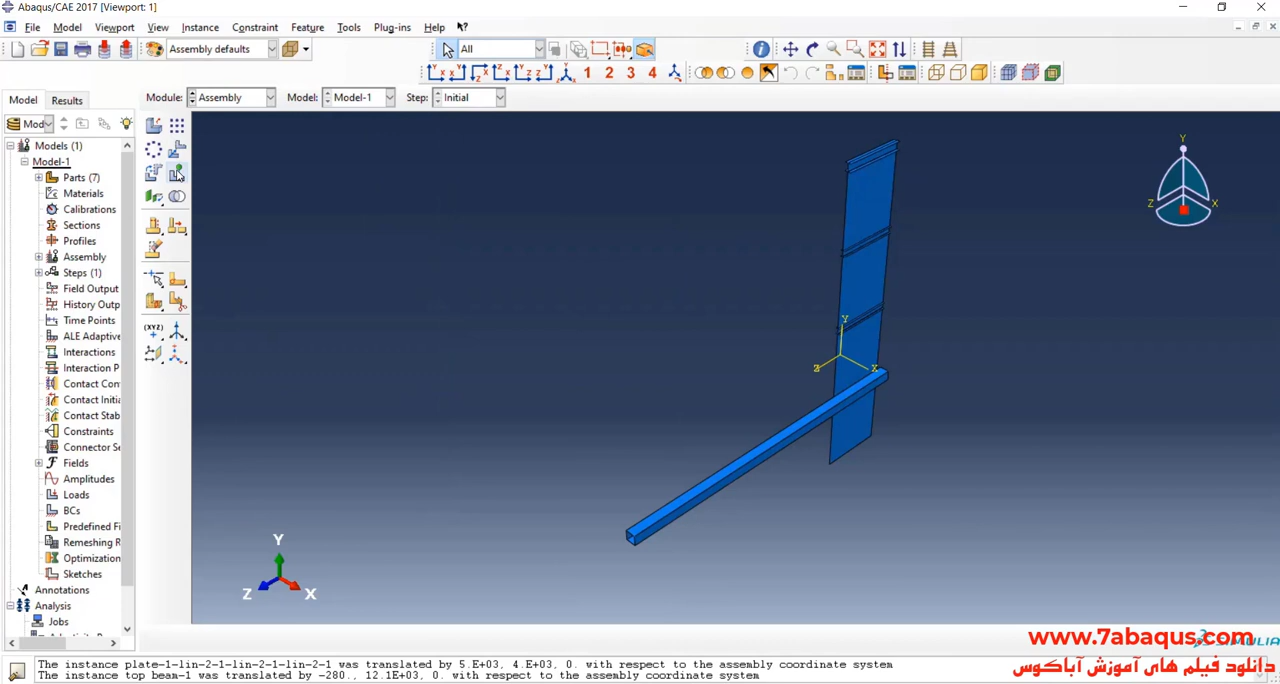 Abaqus/CAE 2017 [Viewport: 1]
File Model Viewport View Instance Constraint Feature Tools Plug-ins Help
Assembly defaults All
1 2 3 4
Model Results Module: Assembly Model: Model-1 Step: Initial
Mod
Models (1)
Model-1
Parts (7)
Materials
Calibrations
Sections
Profiles
Assembly
Steps (1)
Field Output
History Outp
Time Points
ALE Adaptive
Interactions
Interaction P
Contact Con
Contact Initia
Contact Stab
Constraints
Connector Se
Fields
Amplitudes
Loads
BCs
Predefined Fi
Remeshing R
Optimization
Sketches
Annotations
Analysis
Jobs
(XYZ)
Y
Z X
Y
Z X
Y
Z X
www.7abaqus.com
دانلود فیلم های آموزش آباکوس
The instance plate-1-lin-2-1-lin-2-1-lin-2-1 was translated by 5.E+03, 4.E+03, 0. with respect to the assembly coordinate system
The instance top beam-1 was translated by -280., 12.1E+03, 0. with respect to the assembly coordinate system